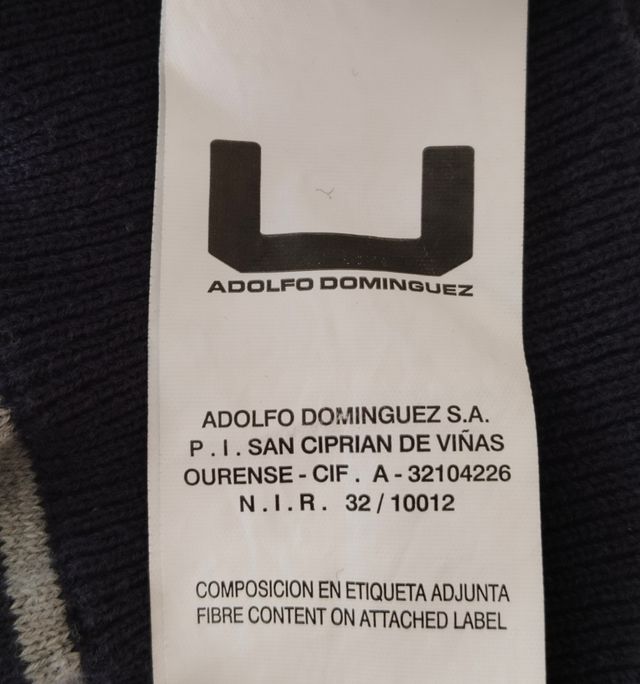 ADOLFO DOMINGUEZ
ADOLFO DOMINGUEZ S.A.
P . I . SAN CIPRIAN DE VIÑAS
OURENSE - CIF . A - 32104226
N . I . R . 32 / 10012
COMPOSICION EN ETIQUETA ADJUNTA
FIBRE CONTENT ON ATTACHED LABEL